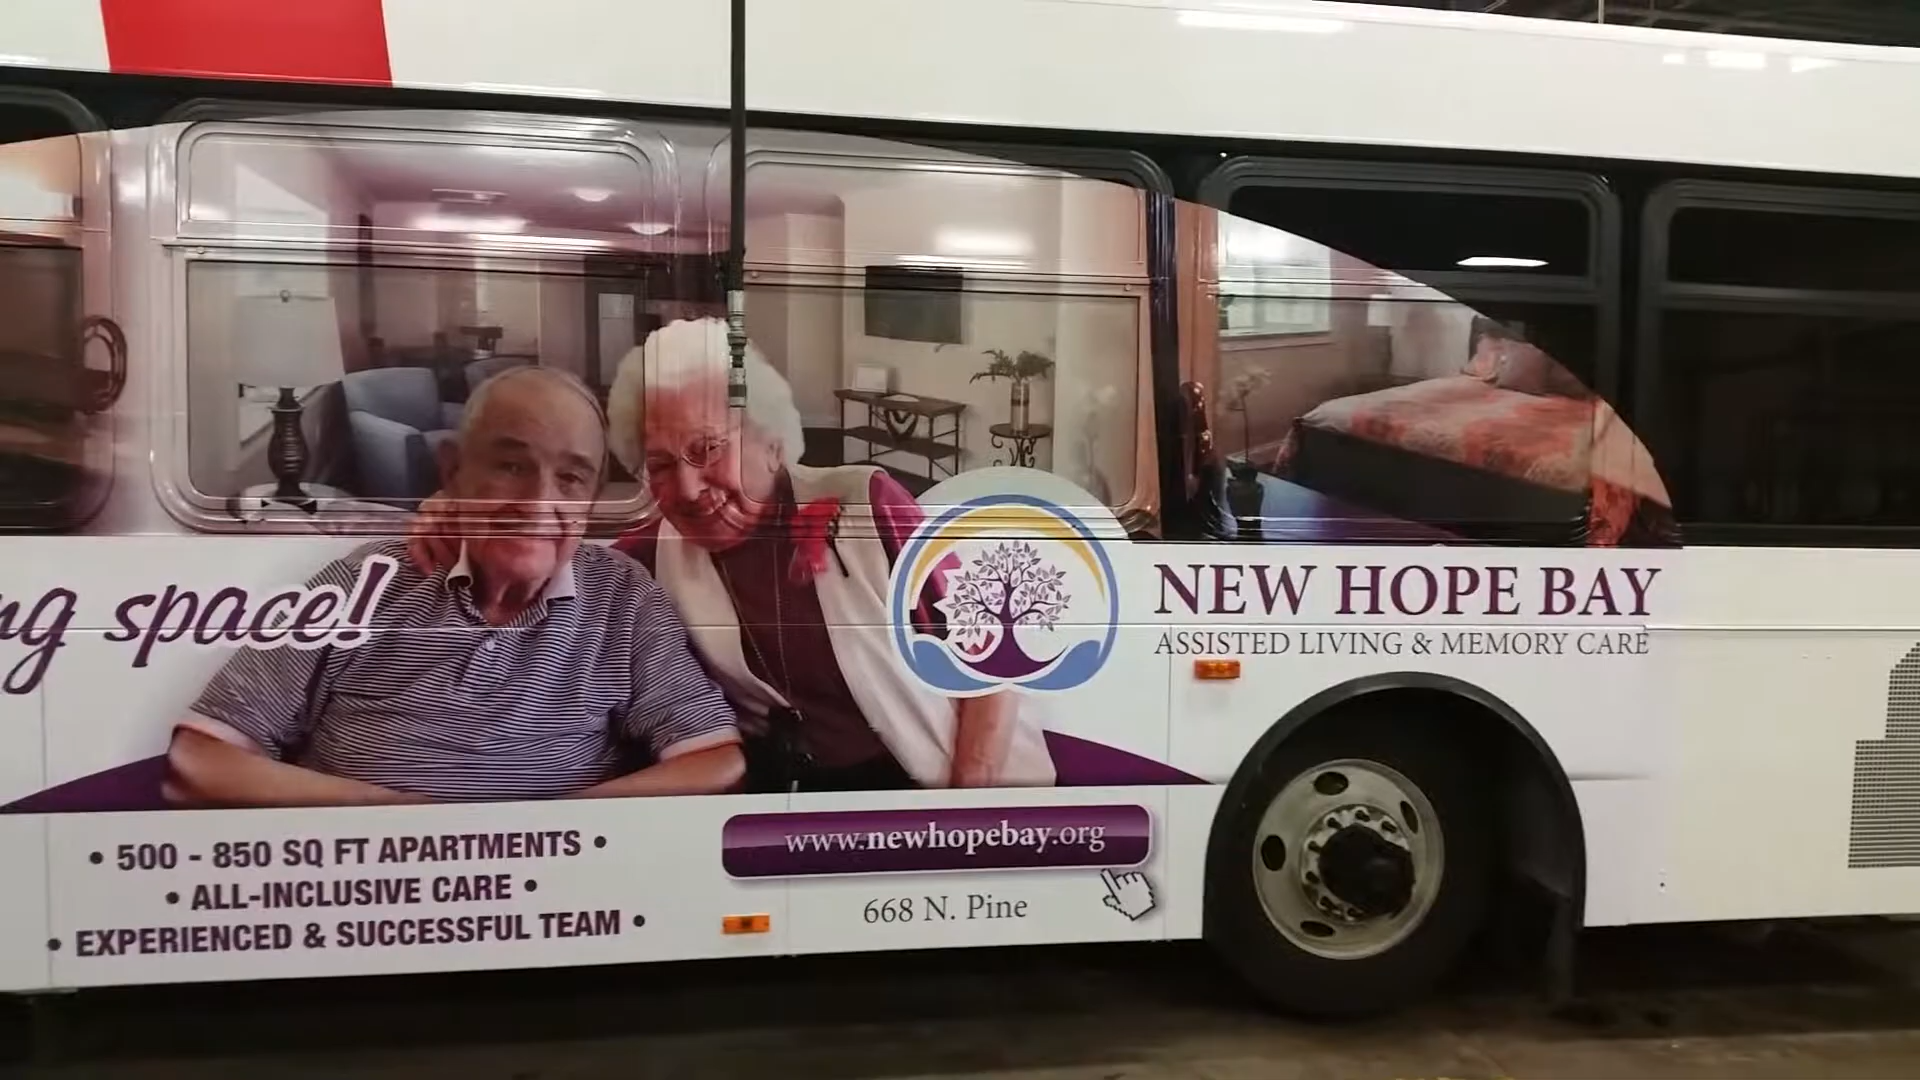 space!
NEW HOPE BAY
ASSISTED LIVING & MEMORY CARE
• 500 - 850 SQ FT APARTMENTS •
• ALL-INCLUSIVE CARE •
• EXPERIENCED & SUCCESSFUL TEAM •
www.newhopebay.org
668 N. Pine